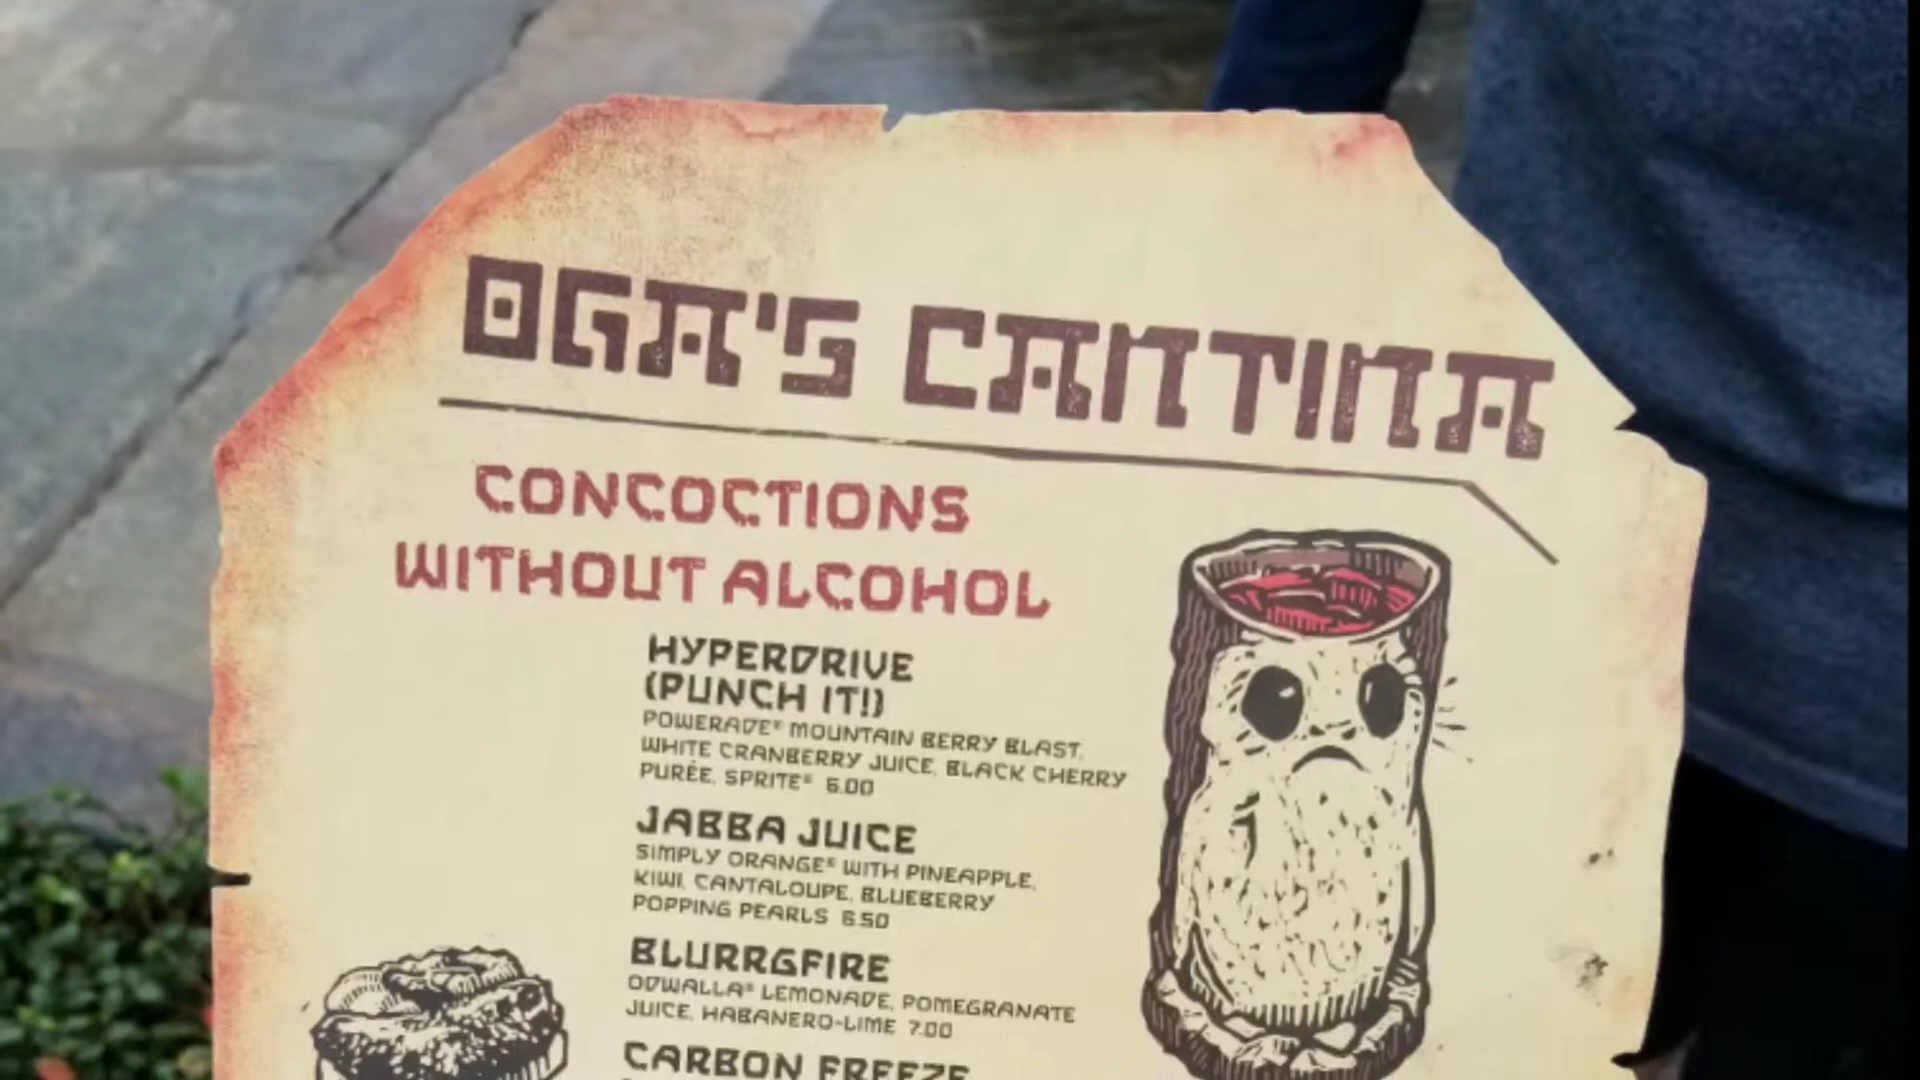 OGA'S CANTINA
CONCOCTIONS
WITHOUT ALCOHOL
HYPERDRIVE
(PUNCH IT!)
POWERADE® MOUNTAIN BERRY BLAST,
WHITE CRANBERRY JUICE, BLACK CHERRY
PURÉE, SPRITE® 6.00
JABBA JUICE
SIMPLY ORANGE® WITH PINEAPPLE,
KIWI, CANTALOUPE, BLUEBERRY
POPPING PEARLS 6.50
BLURRGFIRE
ODWALLA® LEMONADE, POMEGRANATE
JUICE, HABANERO-LIME 7.00
CARBON FREEZE